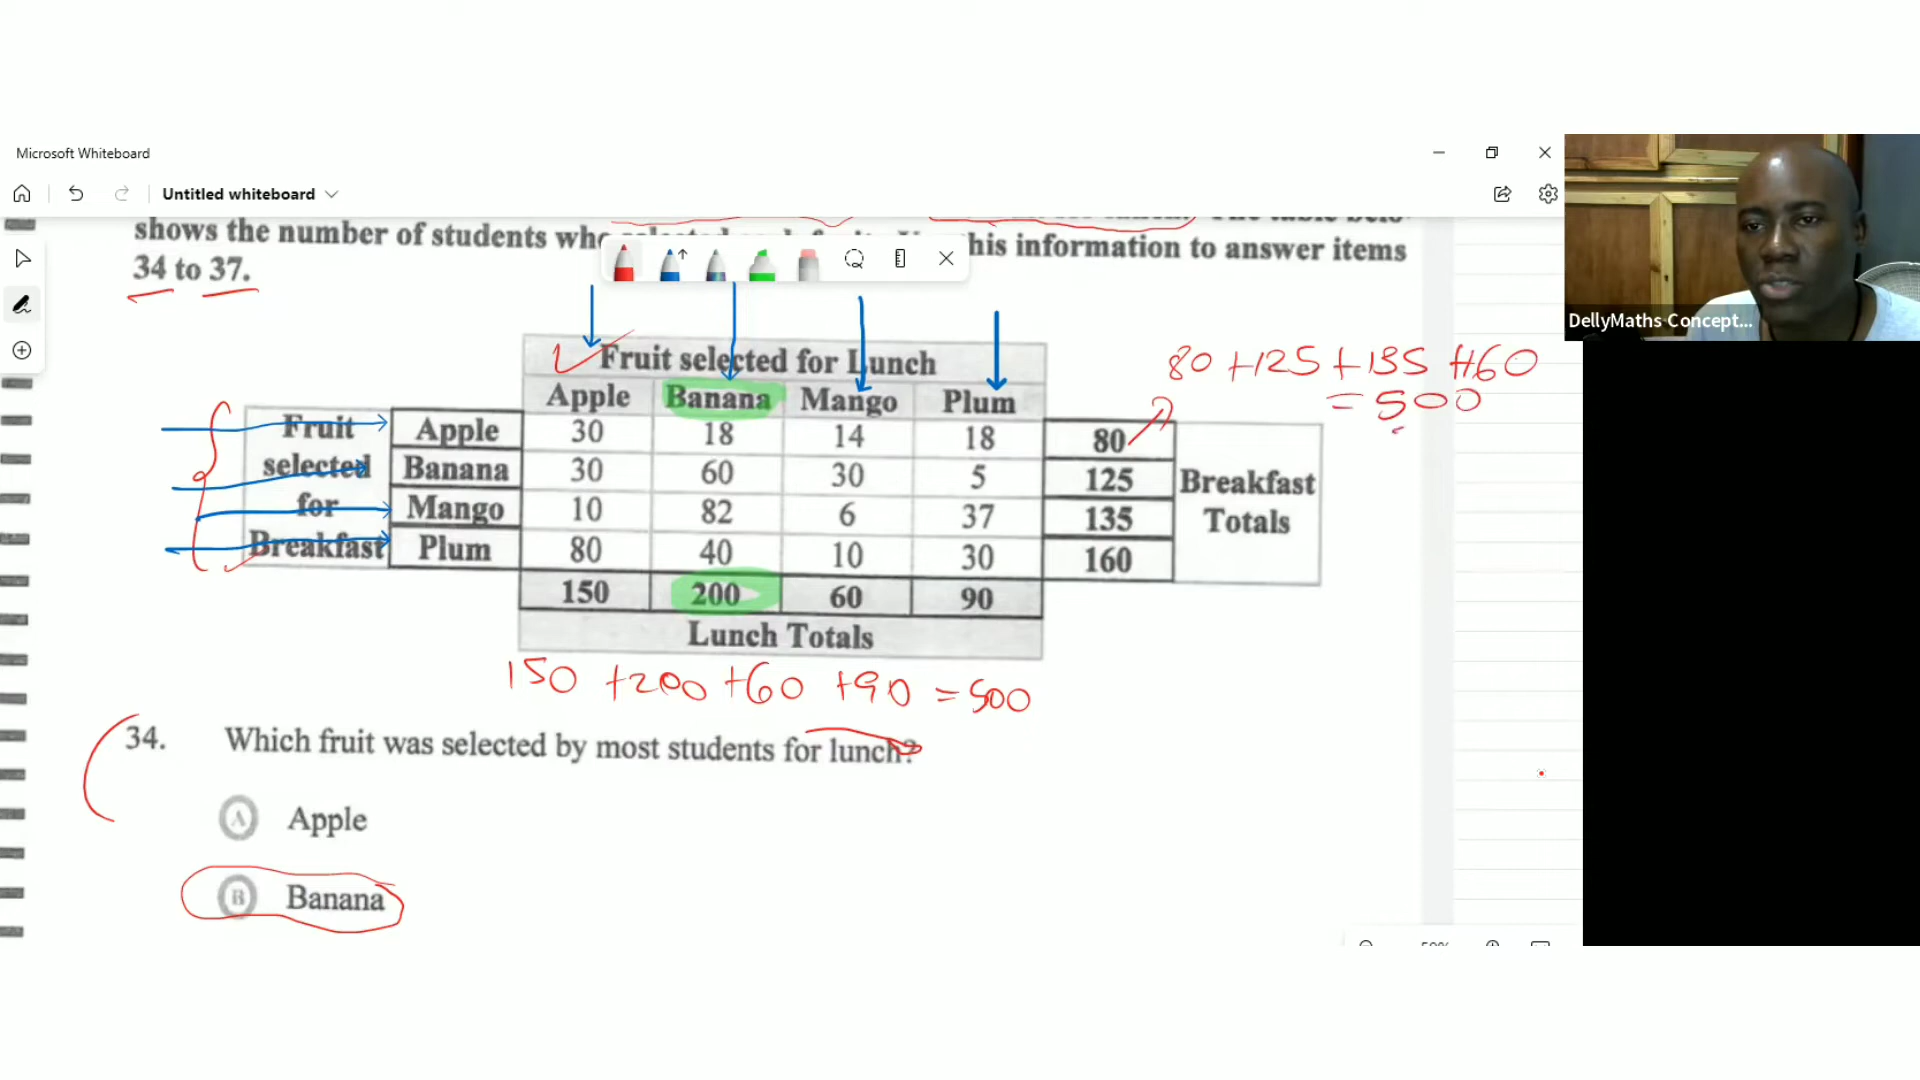 Microsoft Whiteboard
Untitled whiteboard
shows the number of students who
his information to answer items
34 to 37.
Fruit selected for Lunch
Apple Banana Mango Plum
Fruit selected for Breakfast
Apple 30 18 14 18 80
Banana 30 60 30 5 125
Mango 10 82 6 37 135
Plum 80 40 10 30 160
Breakfast Totals
150 200 60 90
Lunch Totals
80 + 125 + 135 + 160
= 500
150 + 200 + 60 + 90 = 500
34. Which fruit was selected by most students for lunch?
A Apple
B Banana
DellyMaths Concept...